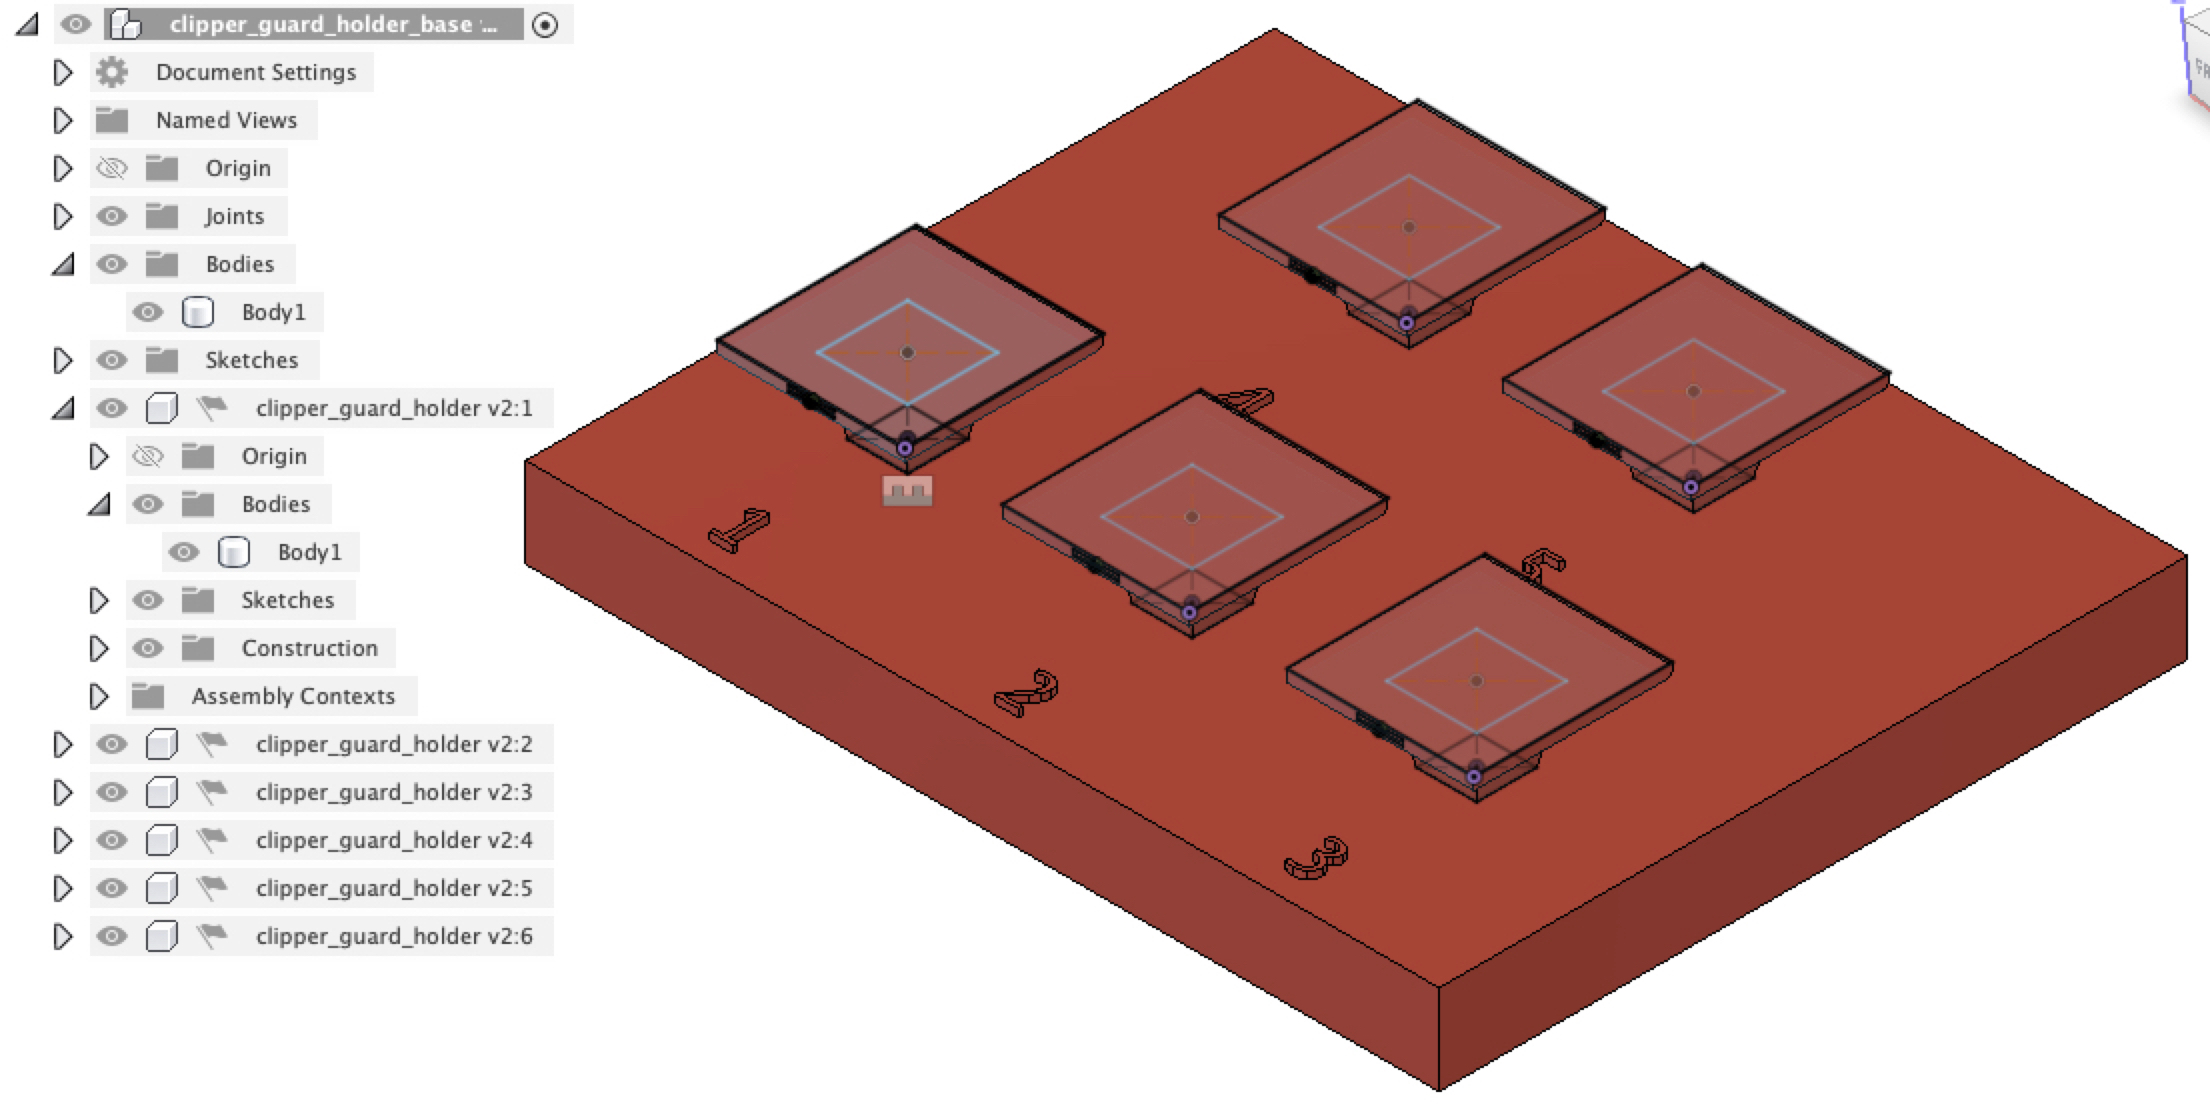 clipper_guard_holder_base ...
Document Settings
Named Views
Origin
Joints
Bodies
Body1
Sketches
clipper_guard_holder v2:1
Origin
Bodies
Body1
Sketches
Construction
Assembly Contexts
clipper_guard_holder v2:2
clipper_guard_holder v2:3
clipper_guard_holder v2:4
clipper_guard_holder v2:5
clipper_guard_holder v2:6
1
2
3
4
5